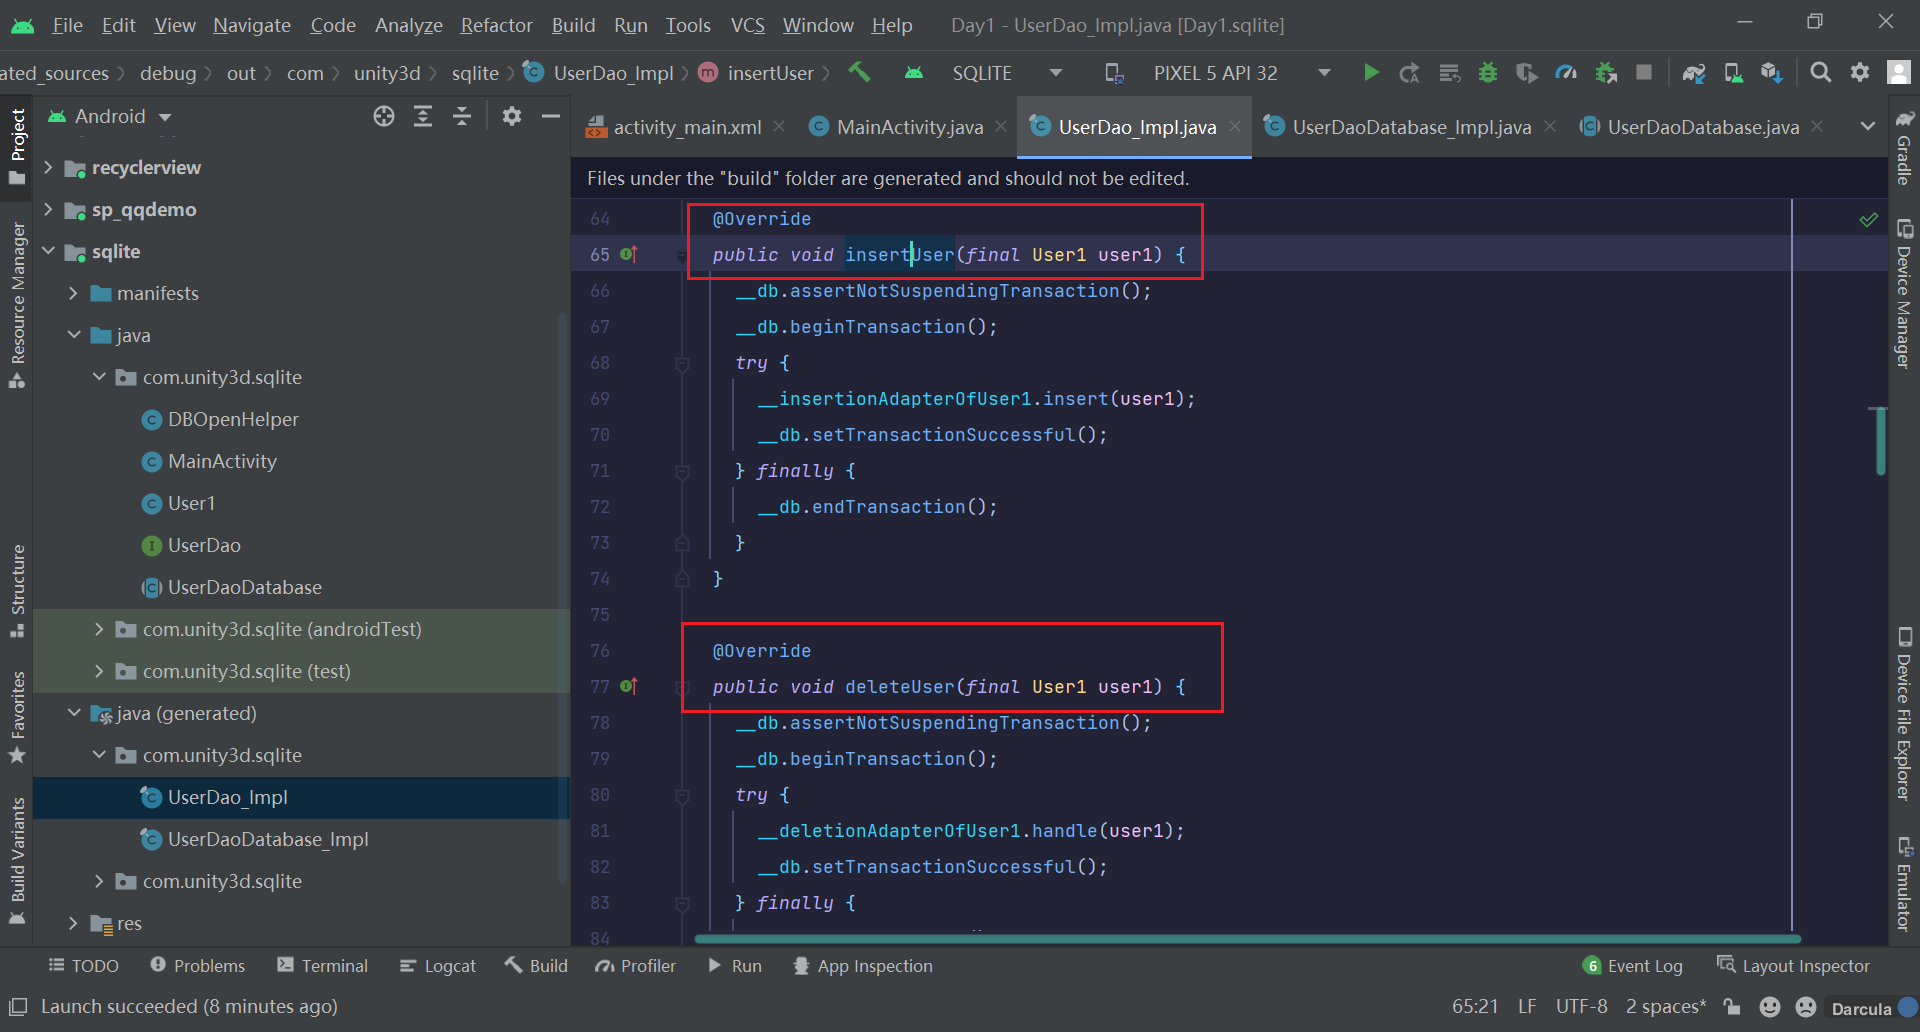 File Edit View Navigate Code Analyze Refactor Build Run Tools VCS Window Help Day1 - UserDao_Impl.java [Day1.sqlite]
ated_sources debug out com unity3d sqlite UserDao_Impl insertUser SQLITE PIXEL 5 API 32
Project
Resource Manager
Structure
Favorites
Build Variants
Android
recyclerview
sp_qqdemo
sqlite
manifests
java
com.unity3d.sqlite
DBOpenHelper
MainActivity
User1
UserDao
UserDaoDatabase
com.unity3d.sqlite (androidTest)
com.unity3d.sqlite (test)
java (generated)
com.unity3d.sqlite
UserDao_Impl
UserDaoDatabase_Impl
com.unity3d.sqlite
res
activity_main.xml MainActivity.java UserDao_Impl.java UserDaoDatabase_Impl.java UserDaoDatabase.java
Files under the "build" folder are generated and should not be edited.
64 @Override
65 public void insertUser(final User1 user1) {
66 __db.assertNotSuspendingTransaction();
67 __db.beginTransaction();
68 try {
69 __insertionAdapterOfUser1.insert(user1);
70 __db.setTransactionSuccessful();
71 } finally {
72 __db.endTransaction();
73 }
74 }
75
76 @Override
77 public void deleteUser(final User1 user1) {
78 __db.assertNotSuspendingTransaction();
79 __db.beginTransaction();
80 try {
81 __deletionAdapterOfUser1.handle(user1);
82 __db.setTransactionSuccessful();
83 } finally {
84
Gradle
Device Manager
Device File Explorer
Emulator
TODO Problems Terminal Logcat Build Profiler Run App Inspection 6 Event Log Layout Inspector
Launch succeeded (8 minutes ago) 65:21 LF UTF-8 2 spaces* Darcula